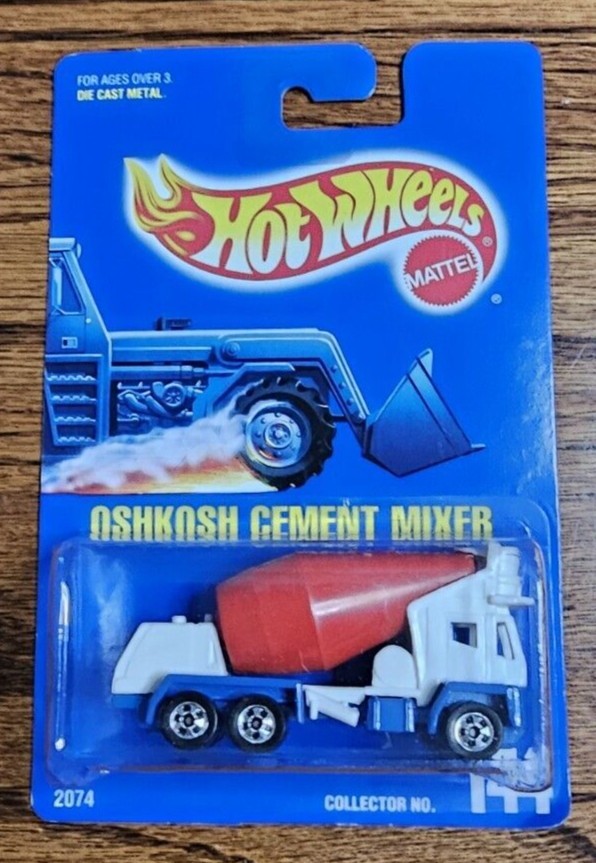 FOR AGES OVER 3.
DIE CAST METAL.
HOT WHEELS ®
MATTEL ®
OSHKOSH CEMENT MIXER
2074
COLLECTOR NO.